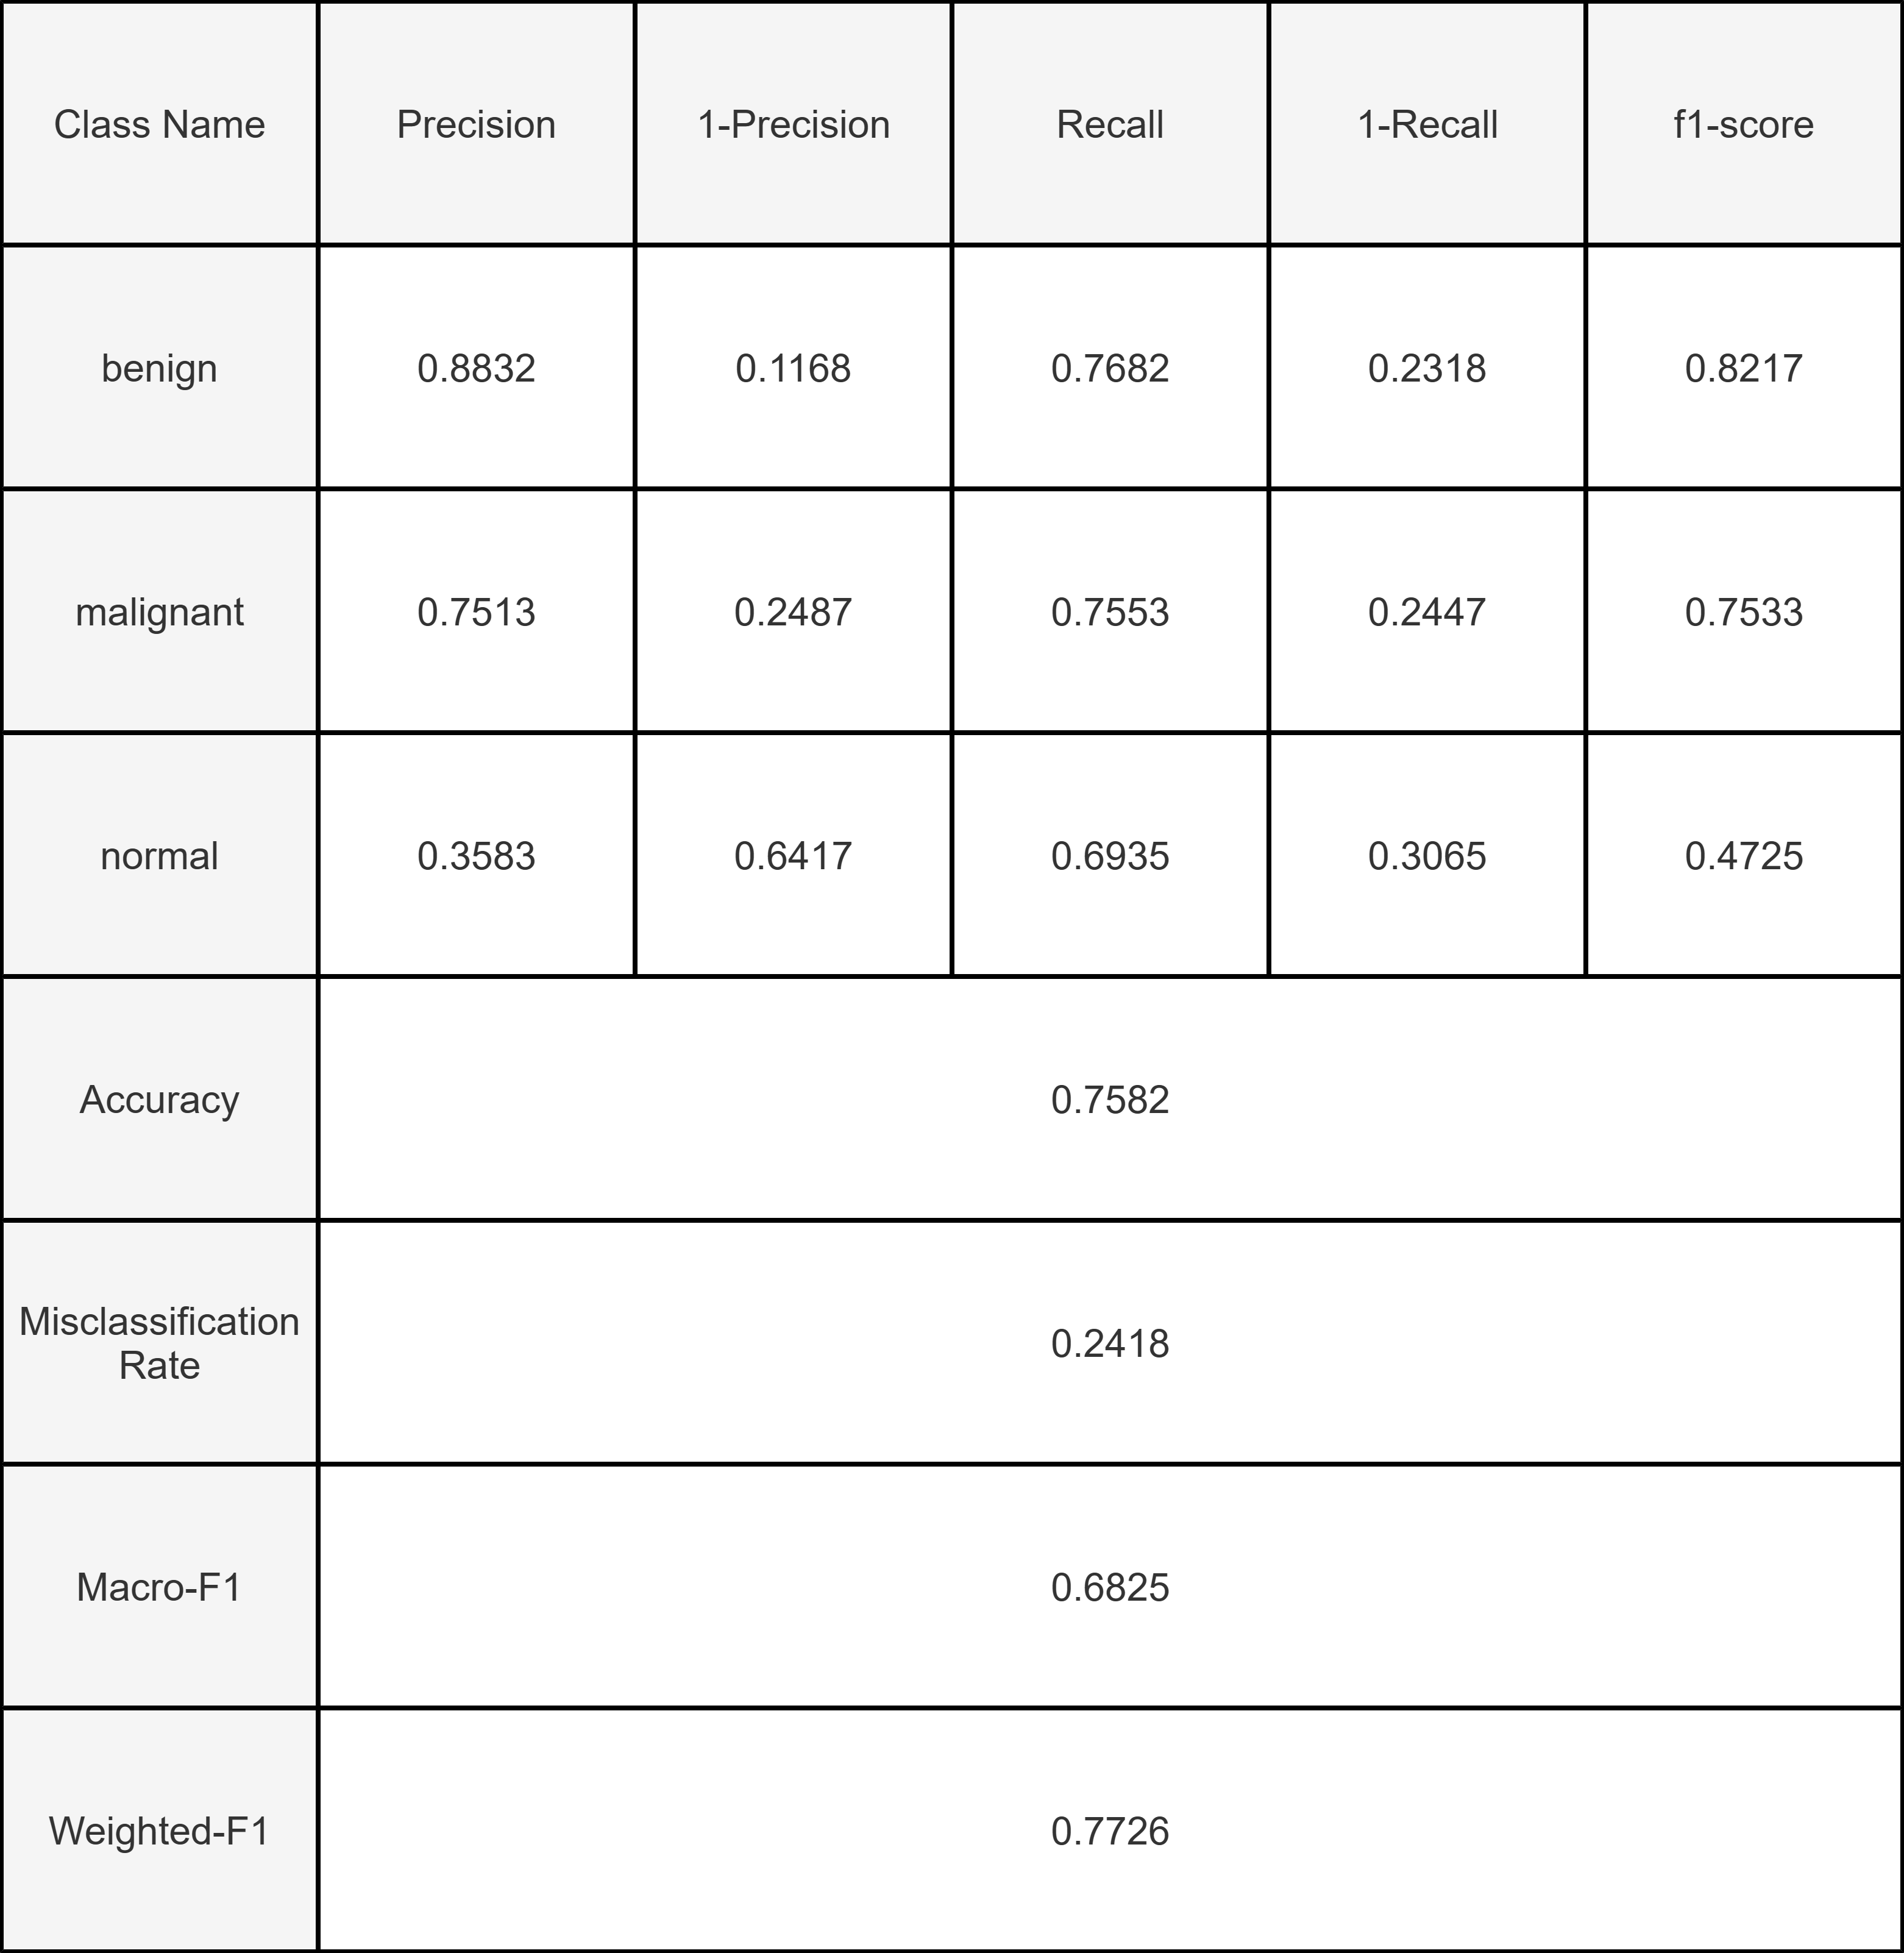 Class Name Precision 1-Precision Recall 1-Recall f1-score
benign 0.8832 0.1168 0.7682 0.2318 0.8217
malignant 0.7513 0.2487 0.7553 0.2447 0.7533
normal 0.3583 0.6417 0.6935 0.3065 0.4725
Accuracy 0.7582
Misclassification
Rate 0.2418
Macro-F1 0.6825
Weighted-F1 0.7726